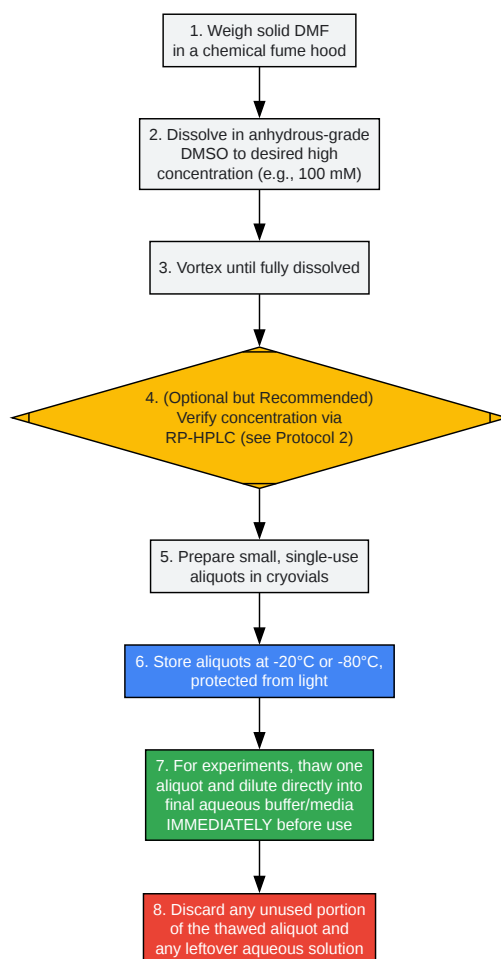 1. Weigh solid DMF
in a chemical fume hood
2. Dissolve in anhydrous-grade
DMSO to desired high
concentration (e.g., 100 mM)
3. Vortex until fully dissolved
4. (Optional but Recommended)
Verify concentration via
RP-HPLC (see Protocol 2)
5. Prepare small, single-use
aliquots in cryovials
6. Store aliquots at -20°C or -80°C,
protected from light
7. For experiments, thaw one
aliquot and dilute directly into
final aqueous buffer/media
IMMEDIATELY before use
8. Discard any unused portion
of the thawed aliquot and
any leftover aqueous solution